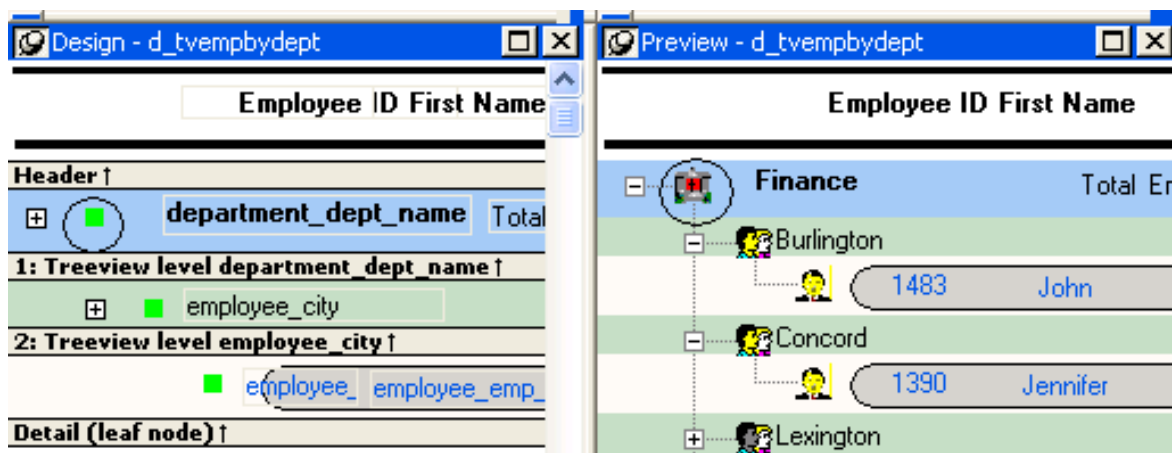 Design - d_tvempbydept
Employee ID First Name
Header ↑
department_dept_name Total
1: Treeview level department_dept_name ↑
employee_city
2: Treeview level employee_city ↑
employee_ employee_emp_
Detail (leaf node) ↑
Preview - d_tvempbydept
Employee ID First Name
Finance Total Er
Burlington
1483 John
Concord
1390 Jennifer
Lexington